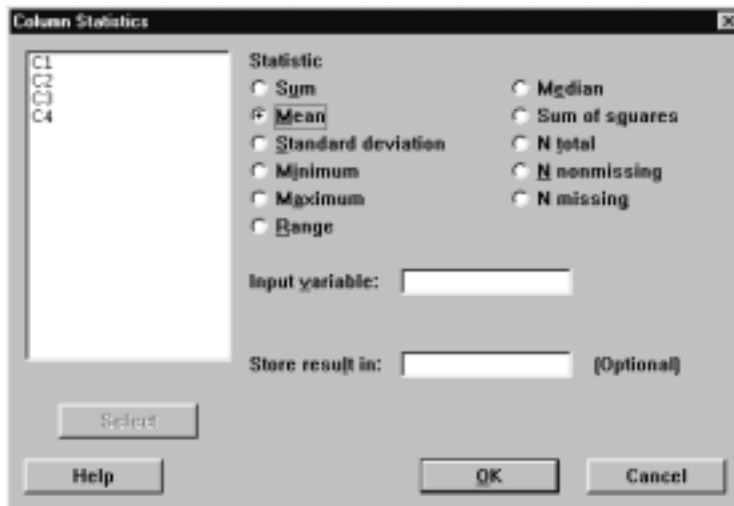 Column Statistics
C1
C2
C3
C4
Statistic
Sum
Mean
Standard deviation
Minimum
Maximum
Range
Median
Sum of squares
N total
N nonmissing
N missing
Input variable:
Store result in:
(Optional)
Select
Help
OK
Cancel